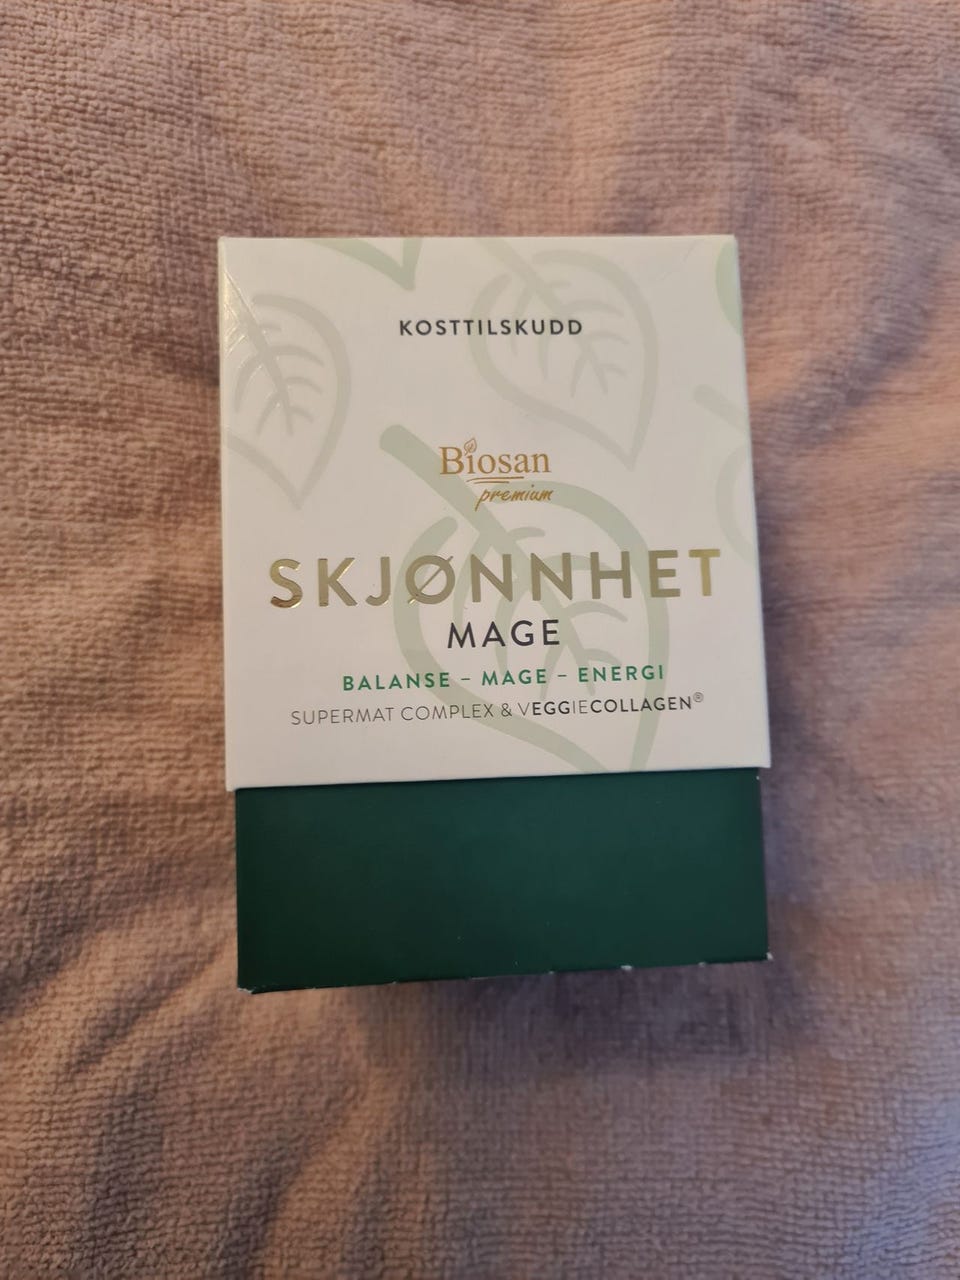 KOSTTILSKUDD
Biosan
premium
SKJØNNHET
MAGE
BALANSE – MAGE – ENERGI
SUPERMAT COMPLEX & VEGGIECOLLAGEN®